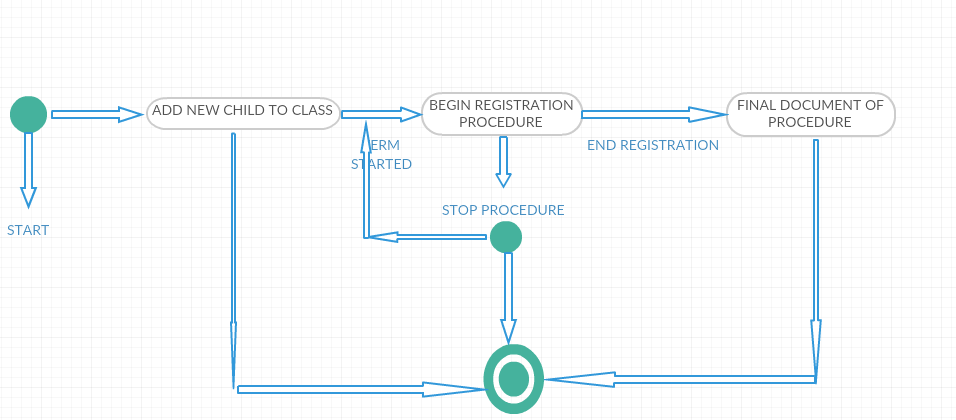 ADD NEW CHILD TO CLASS
BEGIN REGISTRATION
PROCEDURE
FINAL DOCUMENT OF
PROCEDURE
ERM
STARTED
END REGISTRATION
STOP PROCEDURE
START